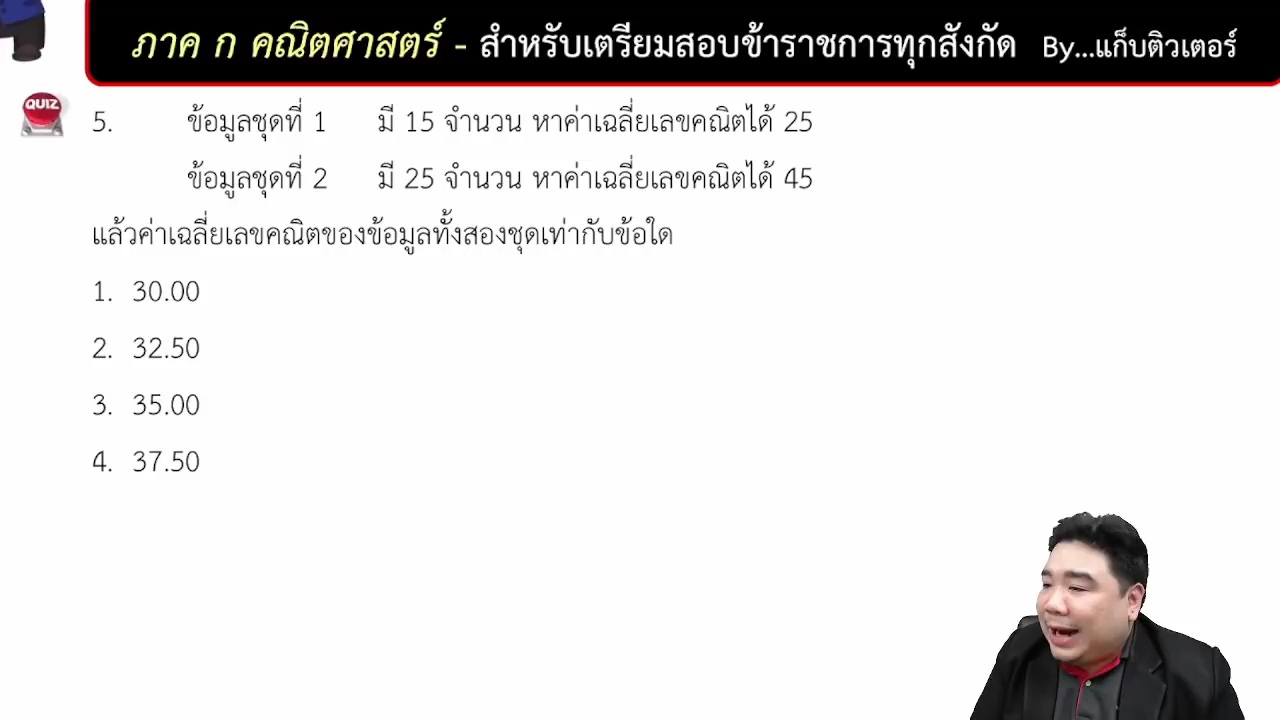 ภาค ก คณิตศาสตร์ - สำหรับเตรียมสอบข้าราชการทุกสังกัด By...แก็บติวเตอร์
QUIZ
5. ข้อมูลชุดที่ 1 มี 15 จำนวน หาค่าเฉลี่ยเลขคณิตได้ 25
ข้อมูลชุดที่ 2 มี 25 จำนวน หาค่าเฉลี่ยเลขคณิตได้ 45
แล้วค่าเฉลี่ยเลขคณิตของข้อมูลทั้งสองชุดเท่ากับข้อใด
1. 30.00
2. 32.50
3. 35.00
4. 37.50